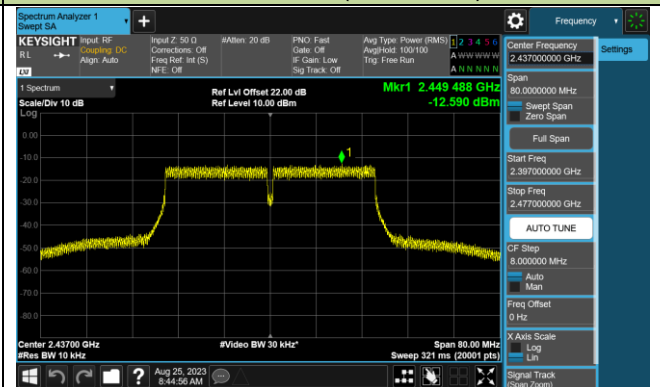 Spectrum Analyzer 1
Swept SA
+
Frequency
KEYSIGHT
RL
LXI
Input: RF
Coupling: DC
Align: Auto
Input Z: 50 Ω
Corrections: Off
Freq Ref: Int (S)
NFE: Off
#Atten: 20 dB
PNO: Fast
Gate: Off
IF Gain: Low
Sig Track: Off
Avg Type: Power (RMS)
Avg|Hold: 100/100
Trig: Free Run
1 2 3 4 5 6
A W W W W W
A N N N N N
1 Spectrum
Scale/Div 10 dB
Log
Ref Lvl Offset 22.00 dB
Ref Level 10.00 dBm
Mkr1 2.449 488 GHz
-12.590 dBm
1
0.00
-10.0
-20.0
-30.0
-40.0
-50.0
-60.0
-70.0
-80.0
Center 2.43700 GHz
#Res BW 10 kHz
#Video BW 30 kHz*
Span 80.00 MHz
Sweep 321 ms (20001 pts)
Center Frequency
2.437000000 GHz
Settings
Span
80.0000000 MHz
Swept Span
Zero Span
Full Span
Start Freq
2.397000000 GHz
Stop Freq
2.477000000 GHz
AUTO TUNE
CF Step
8.000000 MHz
Auto
Man
Freq Offset
0 Hz
X Axis Scale
Log
Lin
Signal Track
(Span Zoom)
?
Aug 25, 2023
8:44:56 AM